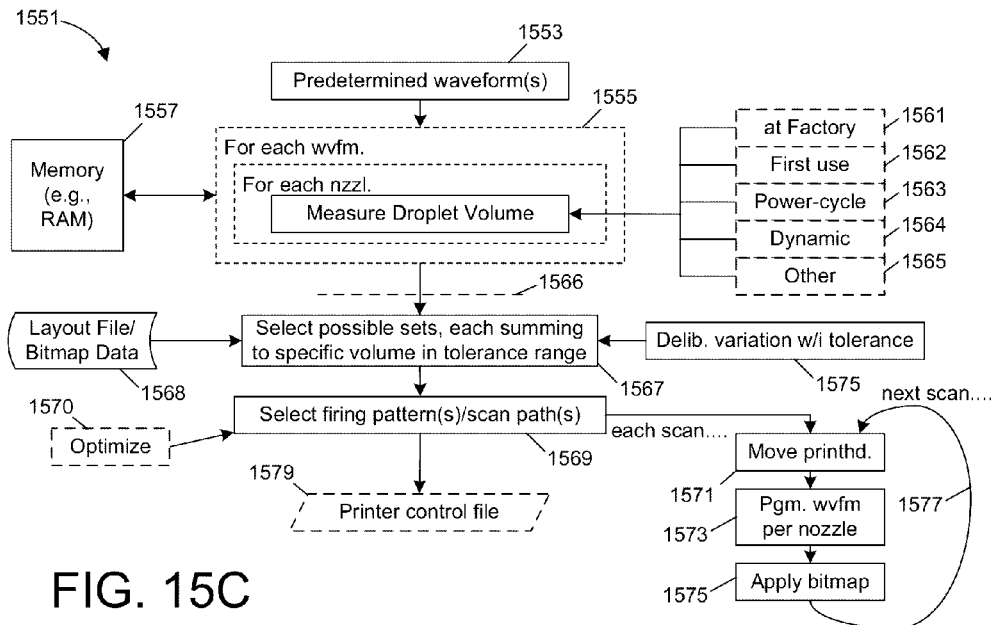 1551
1553
Predetermined waveform(s)
1557
1555
Memory
(e.g.,
RAM)
For each wvfm.
For each nzzl.
Measure Droplet Volume
at Factory
1561
First use
1562
Power-cycle
1563
Dynamic
1564
Other
1565
1566
Layout File/
Bitmap Data
1568
Select possible sets, each summing
to specific volume in tolerance range
1567
Delib. variation w/i tolerance
1575
1570
Optimize
Select firing pattern(s)/scan path(s)
1569
each scan....
next scan....
Move printhd.
1571
1577
1579
Printer control file
Pgm. wvfm
per nozzle
1573
Apply bitmap
1575
FIG. 15C